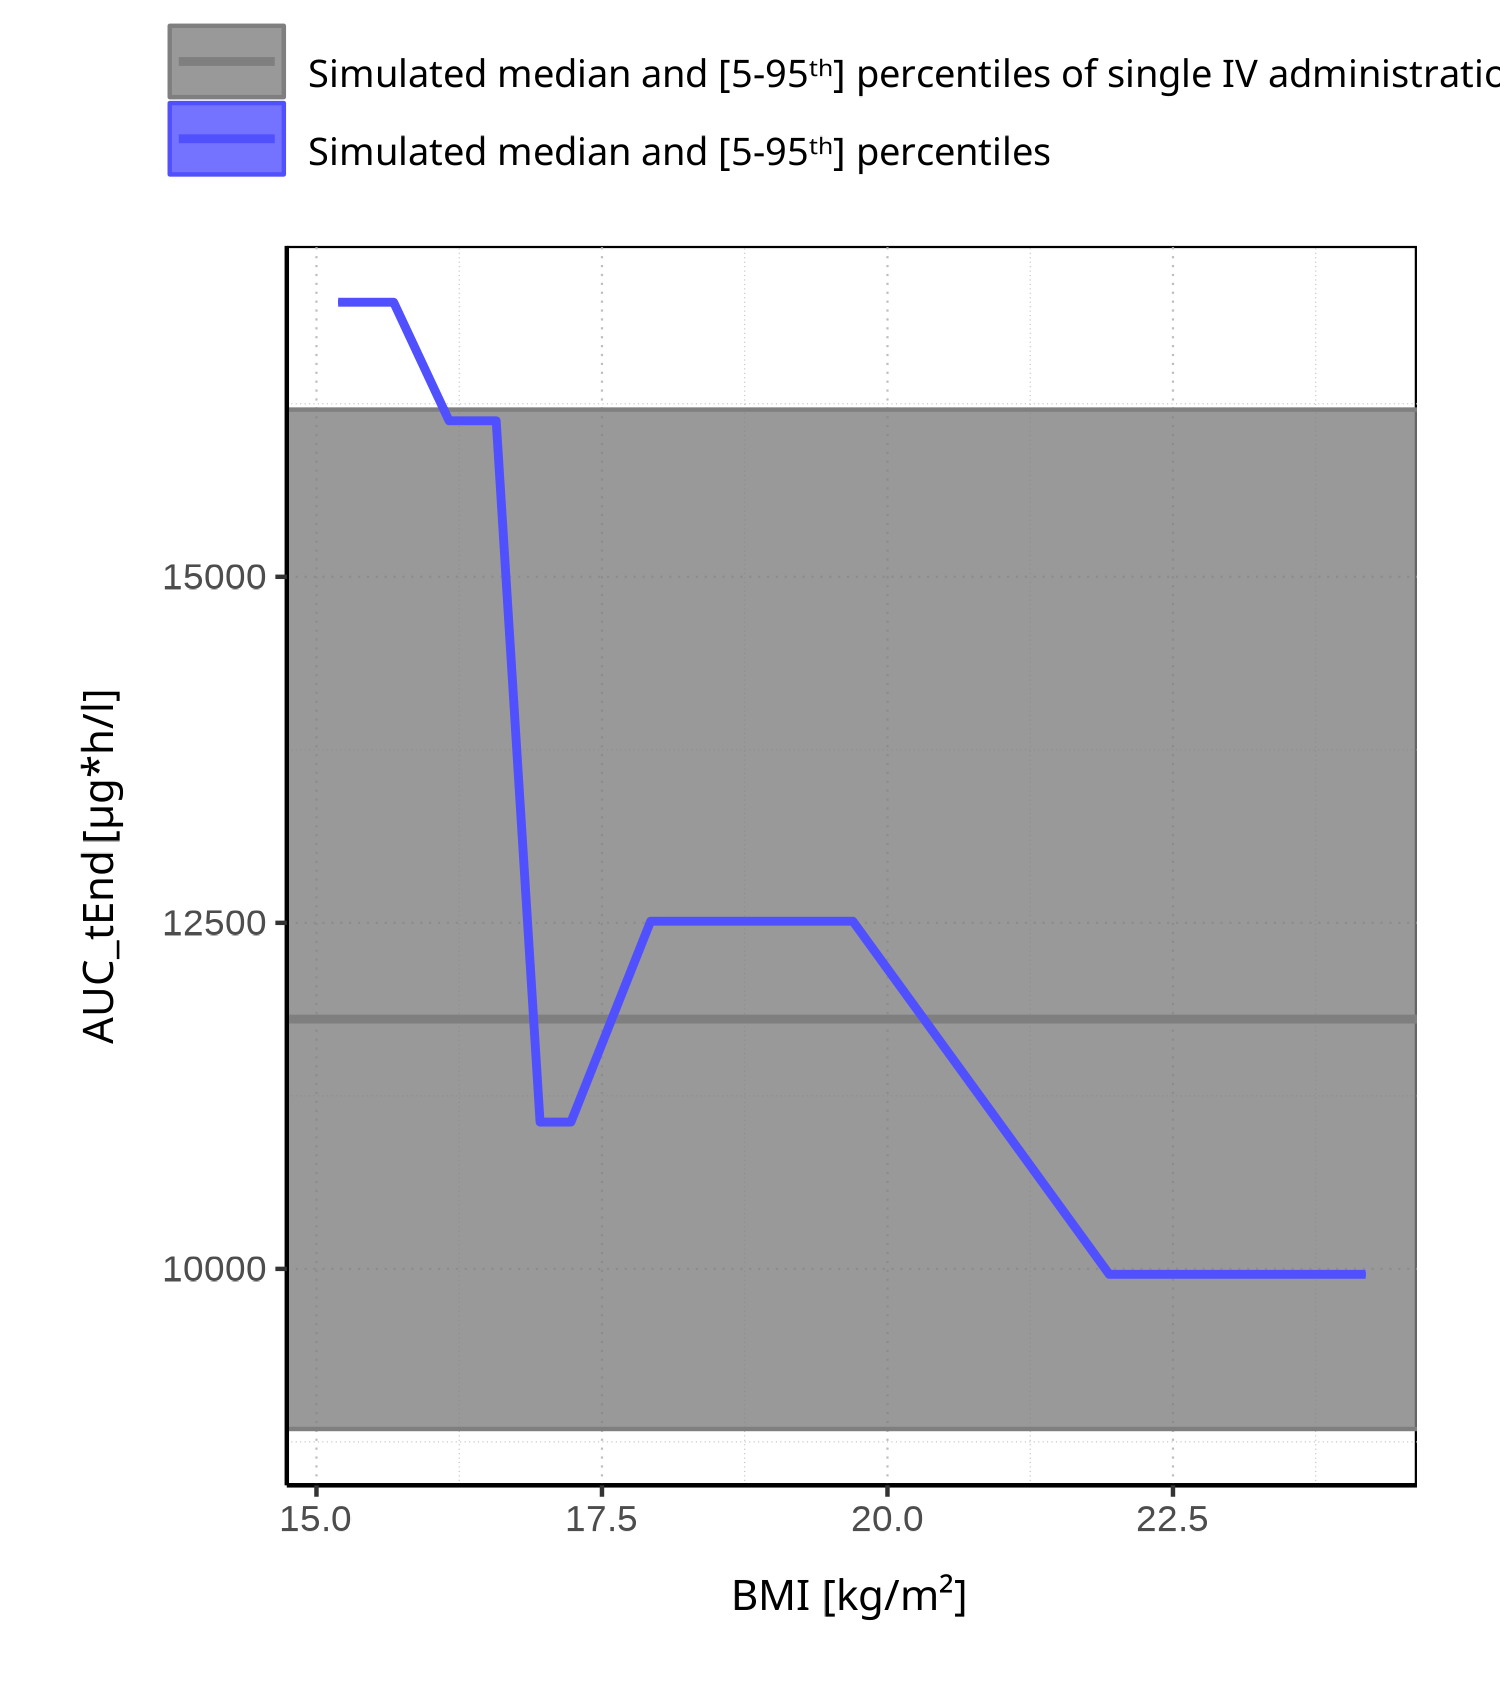 Simulated median and [5-95ᵗʰ] percentiles of single IV administratio
Simulated median and [5-95ᵗʰ] percentiles
AUC_tEnd [µg*h/l]
15000
12500
10000
15.0 17.5 20.0 22.5
BMI [kg/m²]